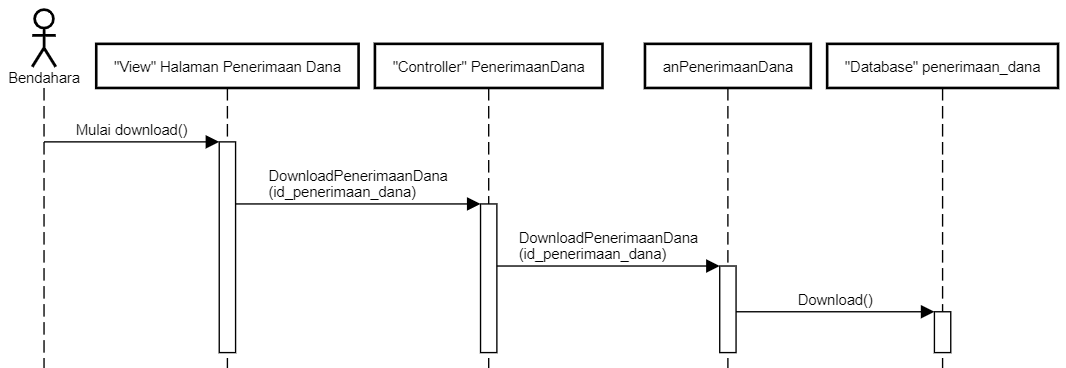 Bendahara
"View" Halaman Penerimaan Dana
"Controller" PenerimaanDana
anPenerimaanDana
"Database" penerimaan_dana
Mulai download()
DownloadPenerimaanDana
(id_penerimaan_dana)
DownloadPenerimaanDana
(id_penerimaan_dana)
Download()